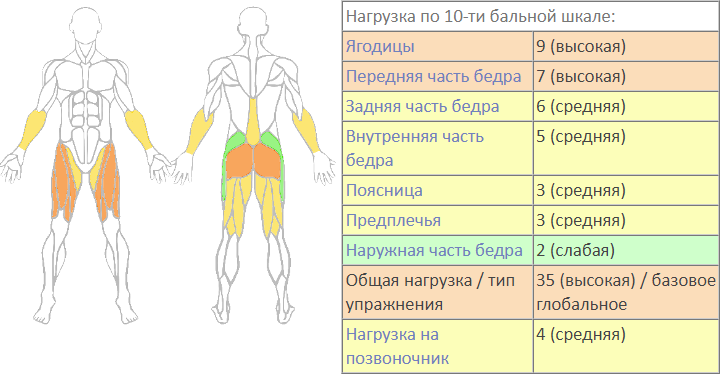 Нагрузка по 10-ти бальной шкале:
Ягодицы 9 (высокая)
Передняя часть бедра 7 (высокая)
Задняя часть бедра 6 (средняя)
Внутренняя часть 5 (средняя)
бедра
Поясница 3 (средняя)
Предплечья 3 (средняя)
Наружная часть бедра 2 (слабая)
Общая нагрузка / тип 35 (высокая) / базовое
упражнения глобальное
Нагрузка на 4 (средняя)
позвоночник